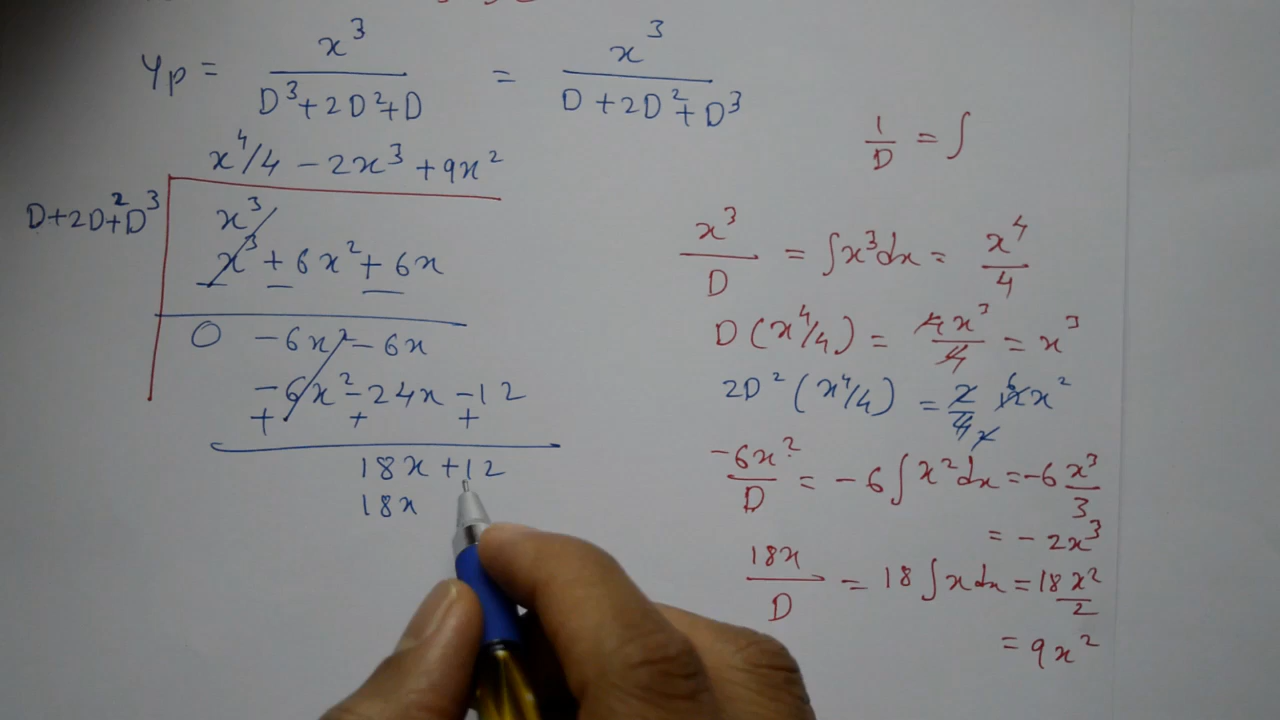 Yp = x³ / (D³+2D²+D) = x³ / (D+2D²+D³)
x⁴/4 - 2x³ + 9x²
D+2D²+D³
x³
x³ + 6x² + 6x
0 -6x² - 6x
-6x² - 24x - 12
+ + +
18x + 12
18x
1/D = ∫
x³/D = ∫x³dx = x⁴/4
D(x⁴/4) = 4x³/4 = x³
2D²(x⁴/4) = 2/4 12x²
6
-6x²/D = -6∫x²dx = -6 x³/3
= -2x³
18x/D = 18∫xdx = 18 x²/2
= 9x²